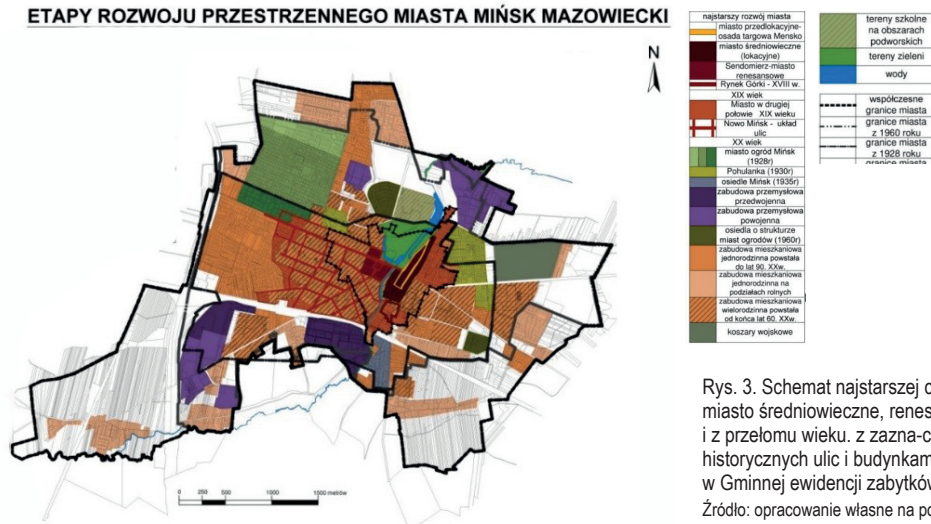 ETAPY ROZWOJU PRZESTRZENNEGO MIASTA MIŃSK MAZOWIECKI
N
0 250 500 1000 1500 metrów
najstarszy rozwój miasta
miasto przedlokacyjne-
osada targowa Mensko
miasto średniowieczne
(lokacyjne)
Sendomierz-miasto
renesansowe
Rynek Górki - XVIII w.
XIX wiek
Miasto w drugiej
połowie XIX wieku
Nowo Mińsk - układ
ulic
XX wiek
miasto ogród Mińsk
(1928r)
Pohulanka (1930r)
osiedle Mińsk (1935r)
zabudowa przemysłowa
przedwojenna
zabudowa przemysłowa
powojenna
osiedla o strukturze
miast ogrodów (1960r)
zabudowa mieszkaniowa
jednorodzinna powstała
do lat 90. XXw.
zabudowa mieszkaniowa
jednorodzinna na
podziałach rolnych
zabudowa mieszkaniowa
wielorodzinna powstała
od końca lat 60. XXw.
koszary wojskowe
tereny szkolne
na obszarach
podworskich
tereny zieleni
wody
współczesne
granice miasta
granice miasta
z 1960 roku
granice miasta
z 1928 roku
granice miasta
Rys. 3. Schemat najstarszej
miasto średniowieczne,
i z przełomu wieku. z zazna-
historycznych ulic i
w Gminnej ewidencji
Źródło: opracowanie własne na